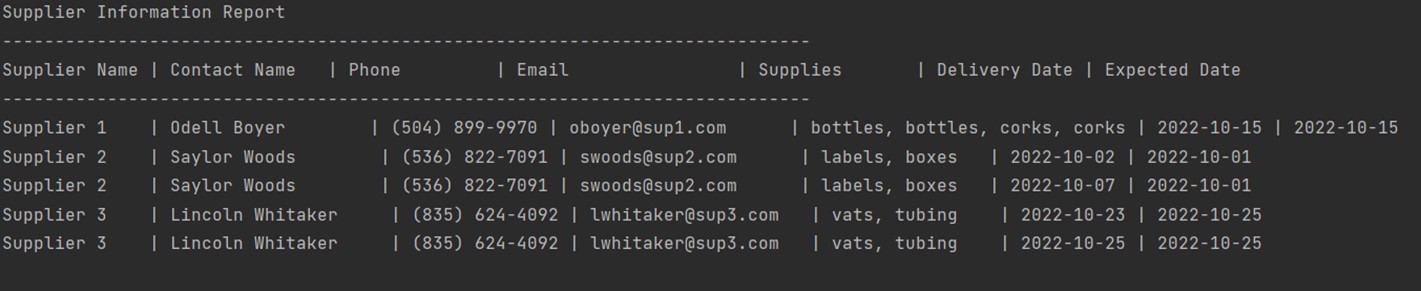 Supplier Information Report
-----------------------------------------------------------------------------
Supplier Name | Contact Name   | Phone         | Email                | Supplies       | Delivery Date | Expected Date
-----------------------------------------------------------------------------
Supplier 1    | Odell Boyer        | (504) 899-9970 | oboyer@sup1.com      | bottles, bottles, corks, corks | 2022-10-15 | 2022-10-15
Supplier 2    | Saylor Woods        | (536) 822-7091 | swoods@sup2.com      | labels, boxes   | 2022-10-02 | 2022-10-01
Supplier 2    | Saylor Woods        | (536) 822-7091 | swoods@sup2.com      | labels, boxes   | 2022-10-07 | 2022-10-01
Supplier 3    | Lincoln Whitaker     | (835) 624-4092 | lwhitaker@sup3.com   | vats, tubing    | 2022-10-23 | 2022-10-25
Supplier 3    | Lincoln Whitaker     | (835) 624-4092 | lwhitaker@sup3.com   | vats, tubing    | 2022-10-25 | 2022-10-25